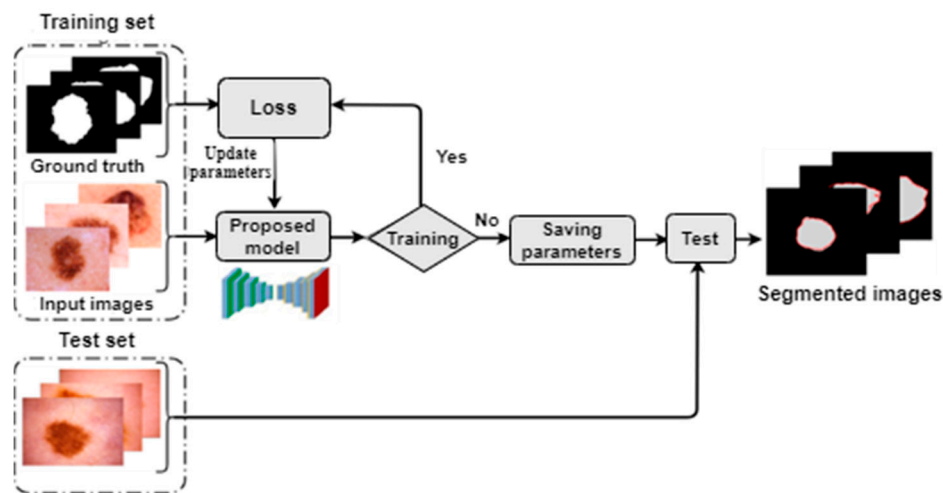 Training set
Ground truth
Input images
Loss
Update
parameters
Proposed
model
Training
Yes
No
Saving
parameters
Test
Segmented images
Test set